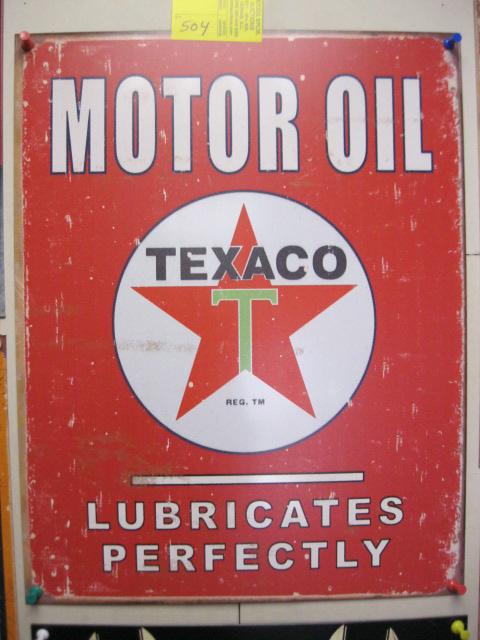 504
MOTOR OIL
TEXACO
T
REG. TM
LUBRICATES
PERFECTLY